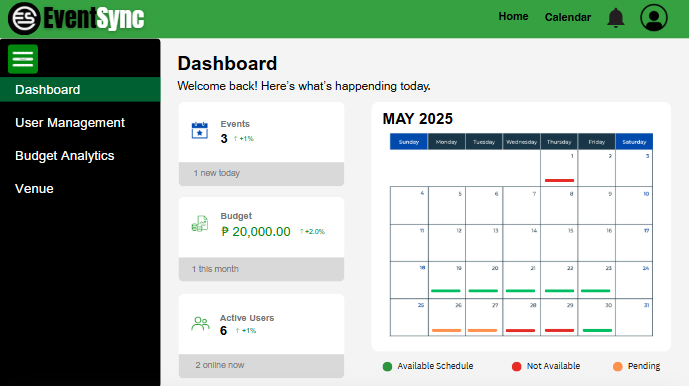 ES EventSync
Home Calendar
Dashboard
User Management
Budget Analytics
Venue
Dashboard
Welcome back! Here's what's happending today.
Events
3 ↑ +1%
1 new today
Budget
₱ 20,000.00 ↑ +2.0%
1 this month
Active Users
6 ↑ +1%
2 online now
MAY 2025
Sunday Monday Tuesday Wednesday Thursday Friday Saturday
1 2 3
4 5 6 7 8 9 10
11 12 13 14 15 16 17
18 19 20 21 22 23 24
25 26 27 28 29 30 31
Available Schedule Not Available Pending